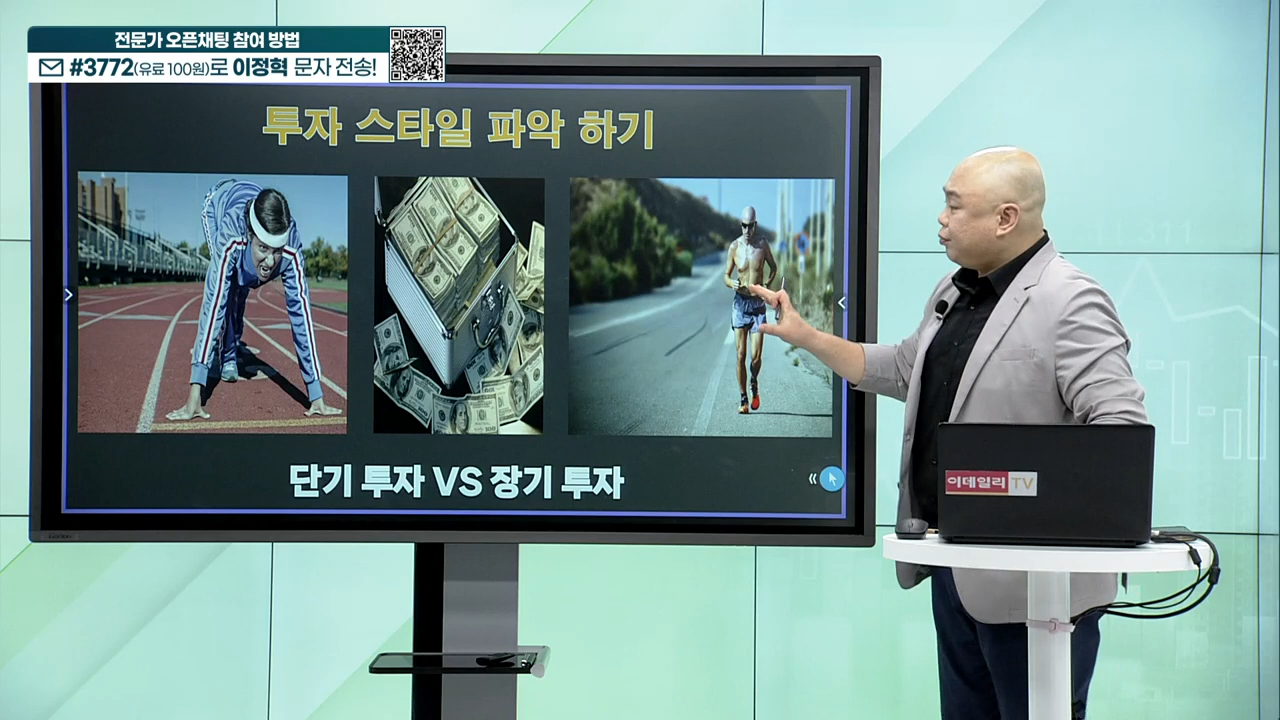 전문가 오픈채팅 참여 방법
#3772(유료 100원)로 이정혁 문자 전송!
투자 스타일 파악 하기
단기 투자 VS 장기 투자
이데일리 TV